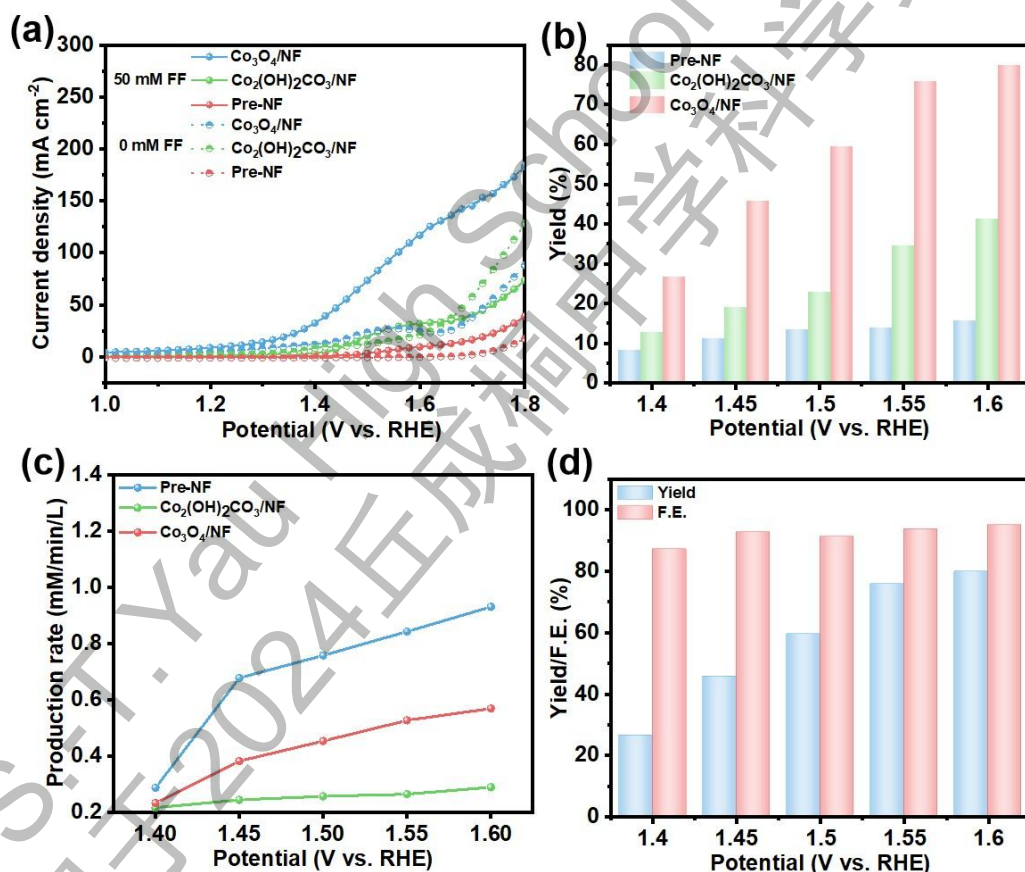 (a)
300
250
200
150
100
50
0
Current density (mA cm⁻²)
50 mM FF
Co₃O₄/NF
Co₂(OH)₂CO₃/NF
Pre-NF
0 mM FF
Co₃O₄/NF
Co₂(OH)₂CO₃/NF
Pre-NF
1.0 1.2 1.4 1.6 1.8
Potential (V vs. RHE)
(b)
80
70
60
50
40
30
20
10
0
Yield (%)
Pre-NF
Co₂(OH)₂CO₃/NF
Co₃O₄/NF
1.4 1.45 1.5 1.55 1.6
Potential (V vs. RHE)
(c)
1.4
1.2
1.0
0.8
0.6
0.4
0.2
Production rate (mM/min/L)
Pre-NF
Co₂(OH)₂CO₃/NF
Co₃O₄/NF
1.40 1.45 1.50 1.55 1.60
Potential (V vs. RHE)
(d)
100
80
60
40
20
0
Yield/F.E. (%)
Yield
F.E.
1.4 1.45 1.5 1.55 1.6
Potential (V vs. RHE)
S.-T. Yau High School
2024丘成桐中学科学